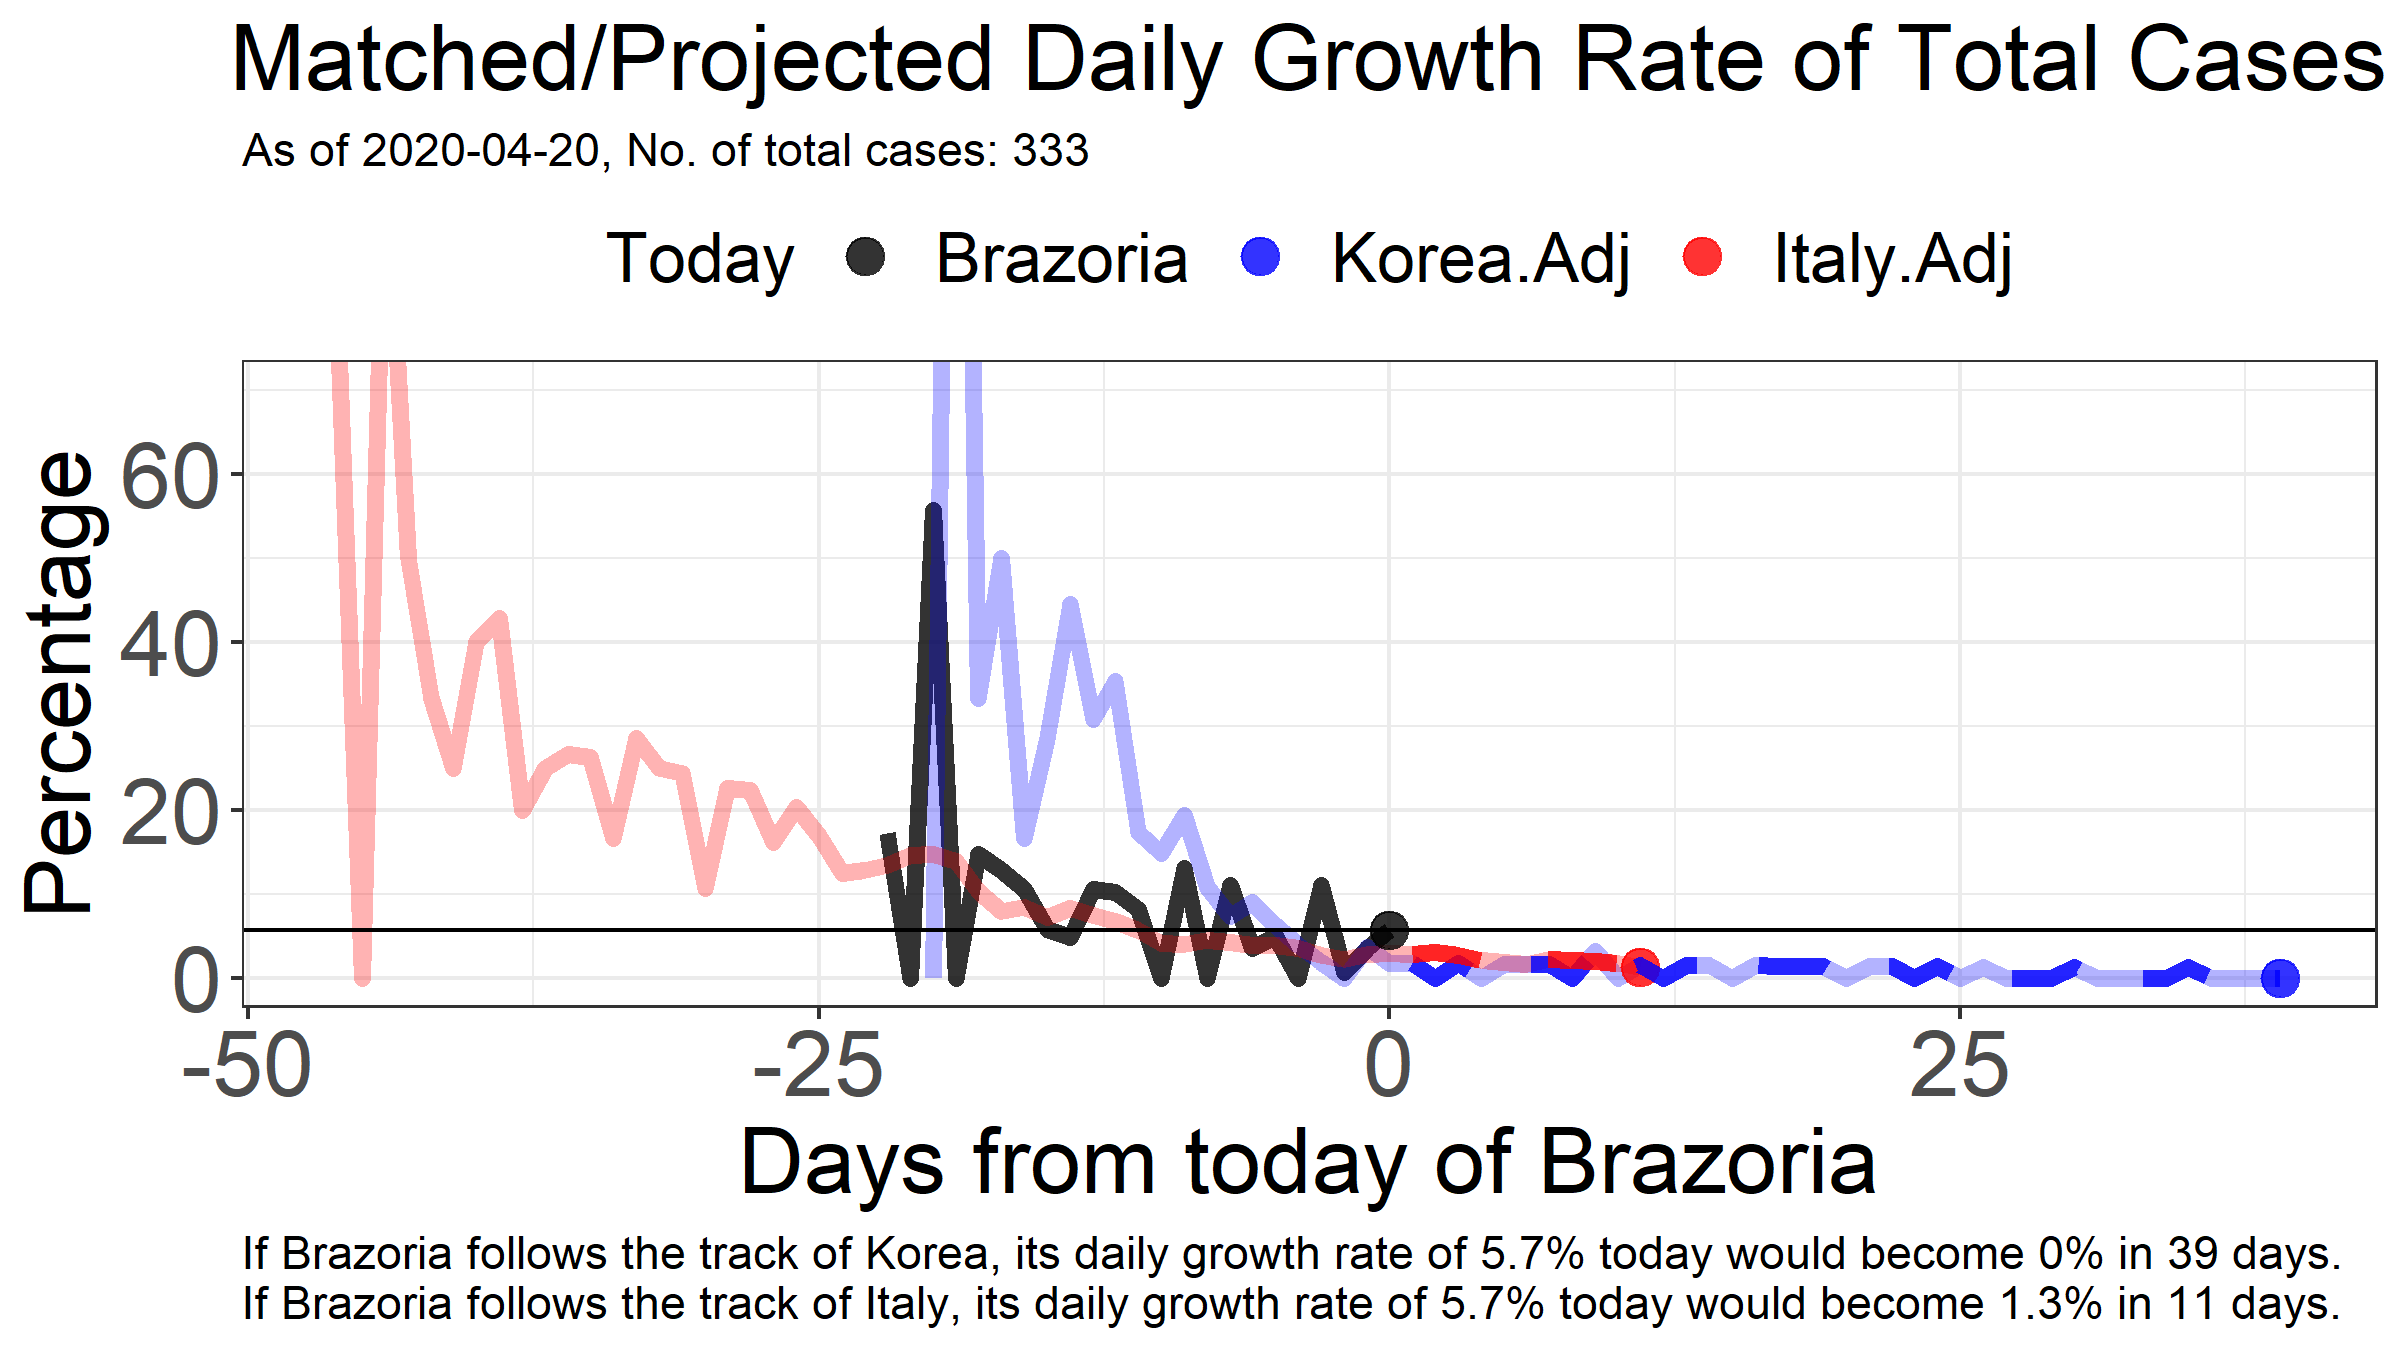 Matched/Projected Daily Growth Rate of Total Cases
As of 2020-04-20, No. of total cases: 333
Today Brazoria Korea.Adj Italy.Adj
Percentage
60
40
20
0
-50 -25 0 25
Days from today of Brazoria
If Brazoria follows the track of Korea, its daily growth rate of 5.7% today would become 0% in 39 days.
If Brazoria follows the track of Italy, its daily growth rate of 5.7% today would become 1.3% in 11 days.